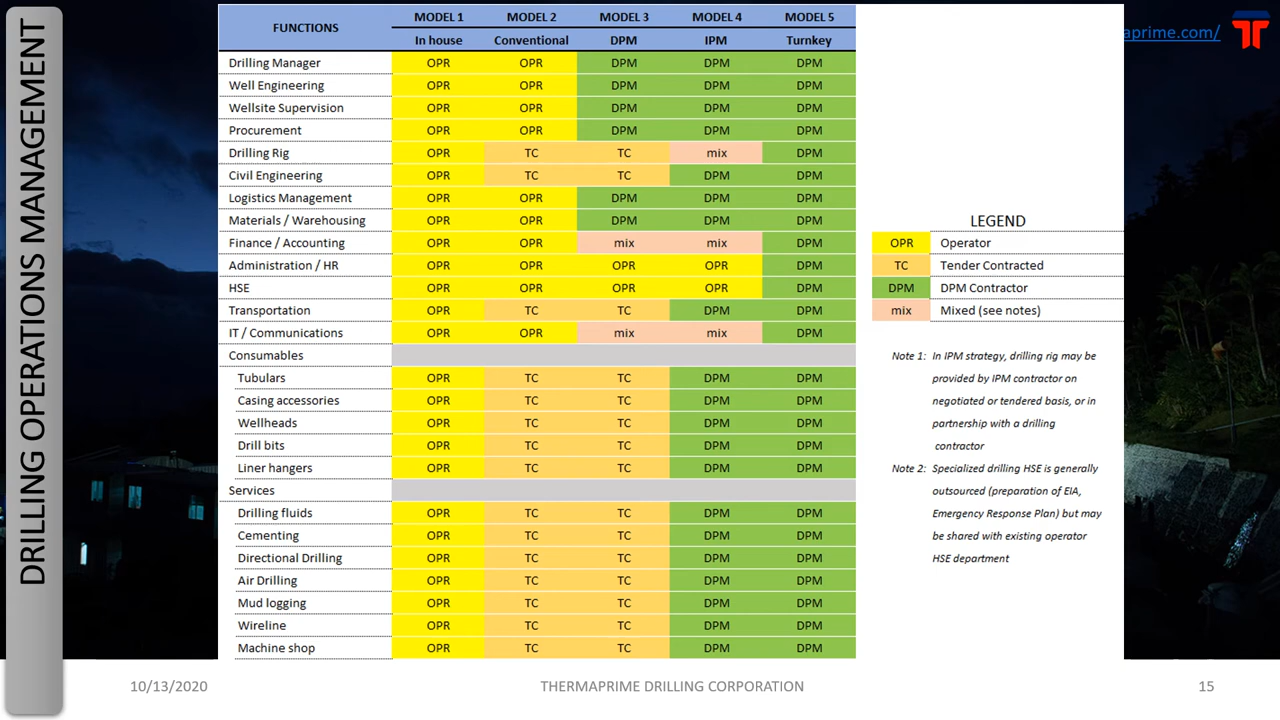 DRILLING OPERATIONS MANAGEMENT
aprime.com/
FUNCTIONS MODEL 1 MODEL 2 MODEL 3 MODEL 4 MODEL 5
In house Conventional DPM IPM Turnkey
Drilling Manager OPR OPR DPM DPM DPM
Well Engineering OPR OPR DPM DPM DPM
Wellsite Supervision OPR OPR DPM DPM DPM
Procurement OPR OPR DPM DPM DPM
Drilling Rig OPR TC TC mix DPM
Civil Engineering OPR TC TC DPM DPM
Logistics Management OPR OPR DPM DPM DPM
Materials / Warehousing OPR OPR DPM DPM DPM
Finance / Accounting OPR OPR mix mix DPM
Administration / HR OPR OPR OPR OPR DPM
HSE OPR OPR OPR OPR DPM
Transportation OPR TC TC DPM DPM
IT / Communications OPR OPR mix mix DPM
Consumables
Tubulars OPR TC TC DPM DPM
Casing accessories OPR TC TC DPM DPM
Wellheads OPR TC TC DPM DPM
Drill bits OPR TC TC DPM DPM
Liner hangers OPR TC TC DPM DPM
Services
Drilling fluids OPR TC TC DPM DPM
Cementing OPR TC TC DPM DPM
Directional Drilling OPR TC TC DPM DPM
Air Drilling OPR TC TC DPM DPM
Mud logging OPR TC TC DPM DPM
Wireline OPR TC TC DPM DPM
Machine shop OPR TC TC DPM DPM
LEGEND
OPR Operator
TC Tender Contracted
DPM DPM Contractor
mix Mixed (see notes)
Note 1: In IPM strategy, drilling rig may be
provided by IPM contractor on
negotiated or tendered basis, or in
partnership with a drilling
contractor
Note 2: Specialized drilling HSE is generally
outsourced (preparation of EIA,
Emergency Response Plan) but may
be shared with existing operator
HSE department
10/13/2020
THERMAPRIME DRILLING CORPORATION
15